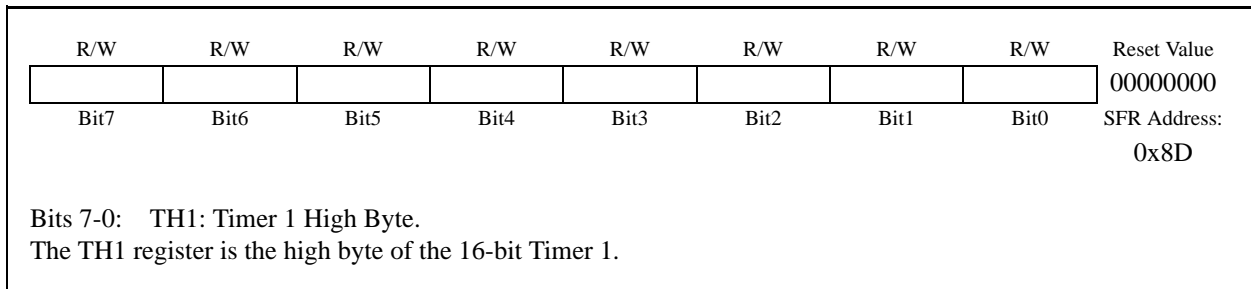 R/W R/W R/W R/W R/W R/W R/W R/W Reset Value
00000000
Bit7 Bit6 Bit5 Bit4 Bit3 Bit2 Bit1 Bit0 SFR Address:
0x8D
Bits 7-0: TH1: Timer 1 High Byte.
The TH1 register is the high byte of the 16-bit Timer 1.